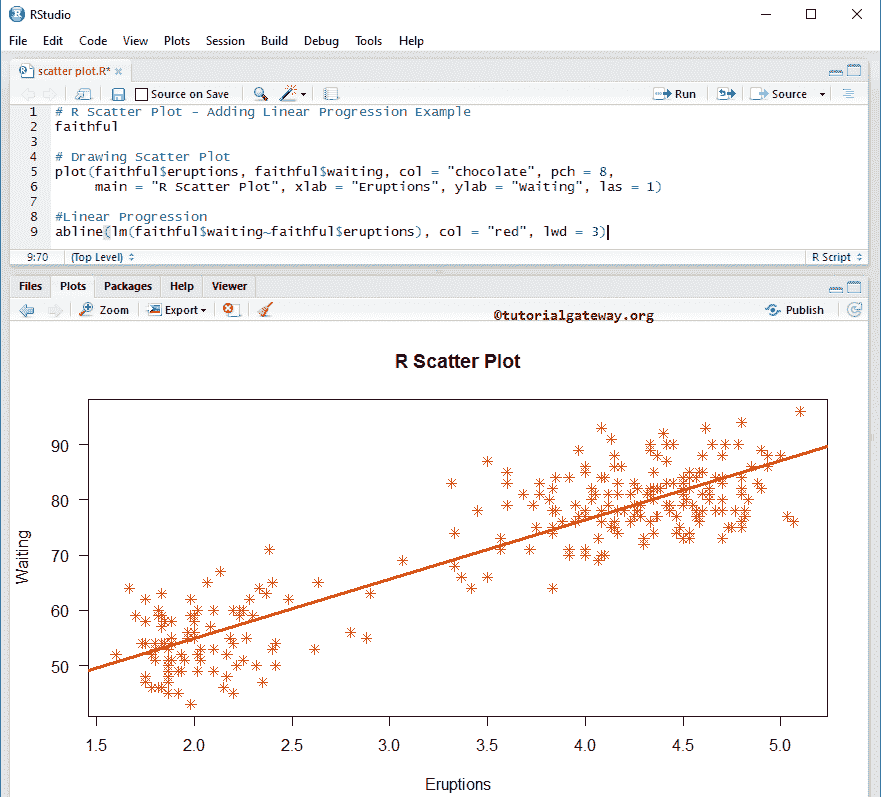 RStudio
File Edit Code View Plots Session Build Debug Tools Help
scatter plot.R*
Source on Save Run Source
1 # R Scatter Plot - Adding Linear Progression Example
2 faithful
3
4 # Drawing Scatter Plot
5 plot(faithful$eruptions, faithful$waiting, col = "chocolate", pch = 8,
6 main = "R Scatter Plot", xlab = "Eruptions", ylab = "Waiting", las = 1)
7
8 #Linear Progression
9 abline(lm(faithful$waiting~faithful$eruptions), col = "red", lwd = 3)
9:70 (Top Level) R Script
Files Plots Packages Help Viewer
Zoom Export Publish
©tutorialgateway.org
R Scatter Plot
90
80
70
60
50
Waiting
1.5 2.0 2.5 3.0 3.5 4.0 4.5 5.0
Eruptions